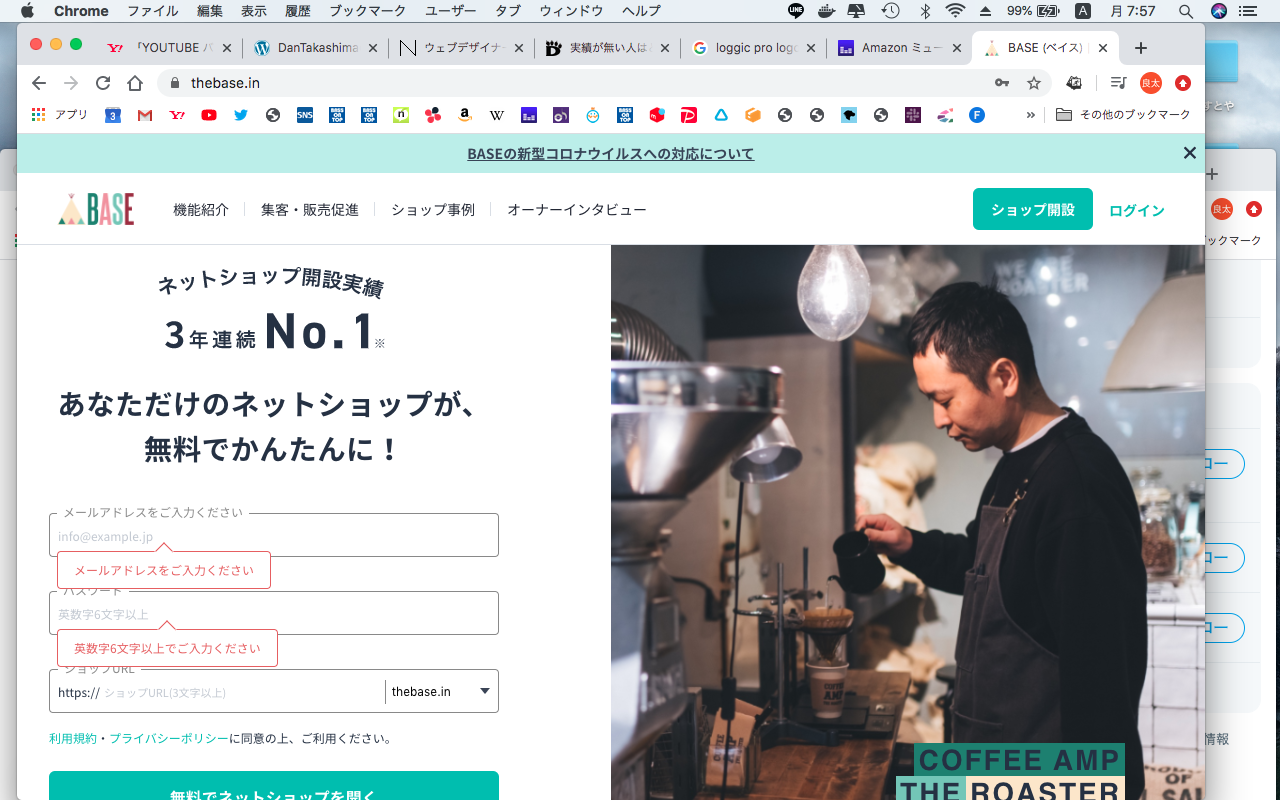 Chrome ファイル 編集 表示 履歴 ブックマーク ユーザー タブ ウィンドウ ヘルプ 99% A 月 7:57
「YOUTUBE DanTakashima ウェブデザイナ 実績が無い人は loggic pro logo Amazon ミュー BASE (ベイス)
thebase.in 良太
アプリ その他のブックマーク
BASEの新型コロナウイルスへの対応について
BASE 機能紹介 集客・販売促進 ショップ事例 オーナーインタビュー ショップ開設 ログイン
ネットショップ開設実績
3年連続 No.1※
あなただけのネットショップが、
無料でかんたんに！
メールアドレスをご入力ください
info@example.jp
メールアドレスをご入力ください
パスワード
英数字6文字以上
英数字6文字以上でご入力ください
ショップURL
https:// ショップURL(3文字以上) thebase.in
利用規約・プライバシーポリシーに同意の上、ご利用ください。
無料でネットショップを開く
WE ARE
ROASTER
COFFEE AMP
THE ROASTER
すとや
良太
ブックマーク
ロー
ロー
ロー
情報